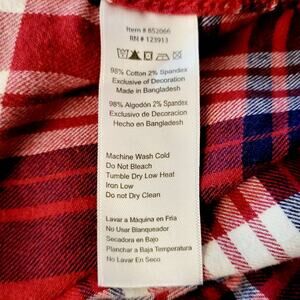 Item # 852066
RN # 123913
98% Cotton 2% Spandex
Exclusive of Decoration
Made in Bangladesh
98% Algodón 2% Spandex
Exclusivo de Decoracion
Hecho en Bangladesh
Machine Wash Cold
Do Not Bleach
Tumble Dry Low Heat
Iron Low
Do not Dry Clean
Lavar a Máquina en Fria
No Usar Blanqueador
Secadora en Bajo
Planchar a Baja Temperatura
No Lavar En Seco